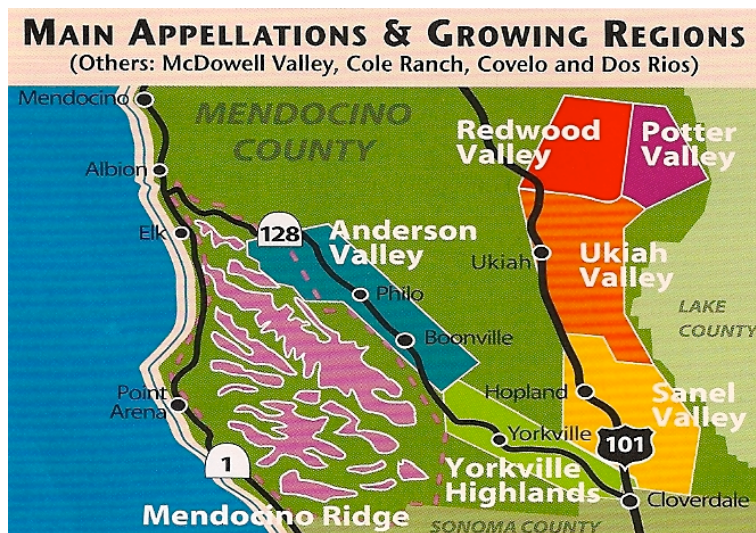 MAIN APPELLATIONS & GROWING REGIONS
(Others: McDowell Valley, Cole Ranch, Covelo and Dos Rios)
Mendocino
MENDOCINO
COUNTY
Redwood
Valley
Potter
Valley
Albion
Elk
128
Anderson
Valley
Ukiah
Ukiah
Valley
Philo
LAKE
COUNTY
Boonville
Point
Arena
Hopland
Sanel
Valley
Yorkville
101
1
Yorkville
Highlands
Cloverdale
Mendocino Ridge
SONOMA COUNTY